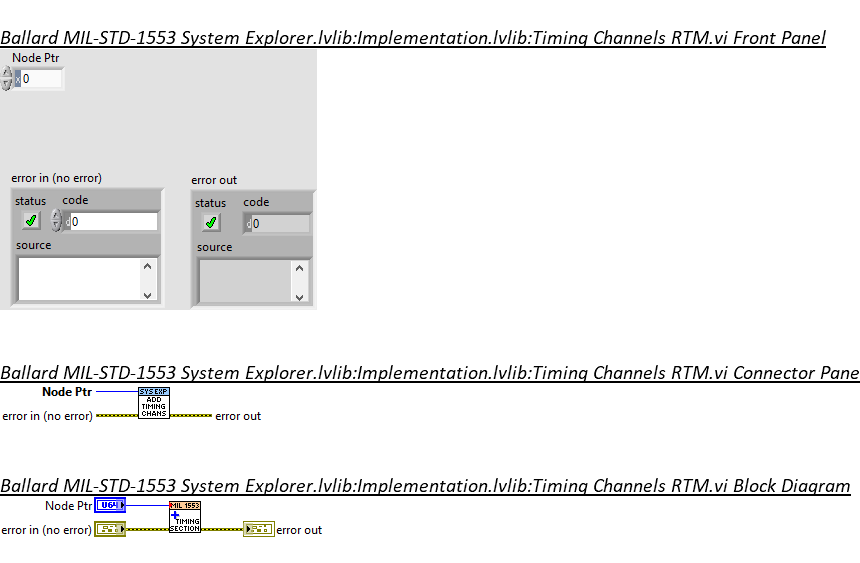 Ballard MIL-STD-1553 System Explorer.lvlib:Implementation.lvlib:Timing Channels RTM.vi Front Panel
Node Ptr
x 0
error in (no error)
error out
status code
d 0
status code
d 0
source
source
Ballard MIL-STD-1553 System Explorer.lvlib:Implementation.lvlib:Timing Channels RTM.vi Connector Pane
Node Ptr
SYS EXP
ADD
TIMING
CHANS
error in (no error)
error out
Ballard MIL-STD-1553 System Explorer.lvlib:Implementation.lvlib:Timing Channels RTM.vi Block Diagram
Node Ptr
U64
MIL 1553
+
TIMING
SECTION
error in (no error)
error out